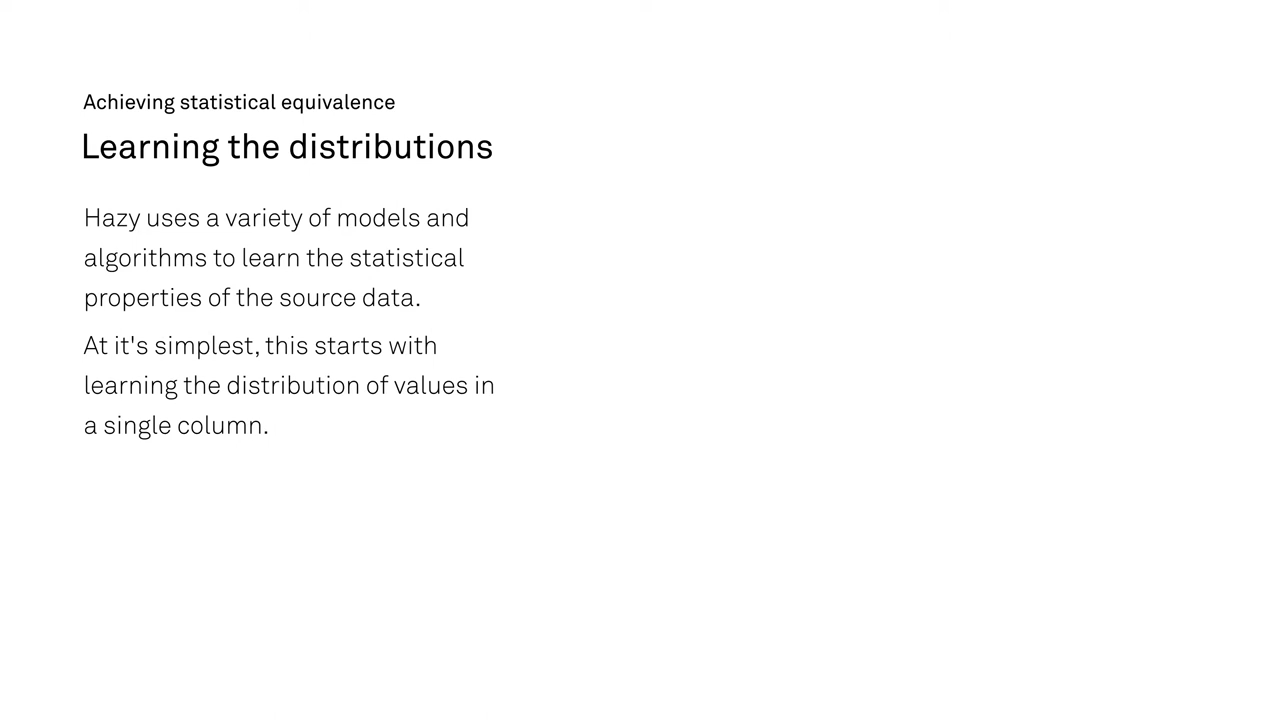 Achieving statistical equivalence
Learning the distributions
Hazy uses a variety of models and
algorithms to learn the statistical
properties of the source data.
At it's simplest, this starts with
learning the distribution of values in
a single column.